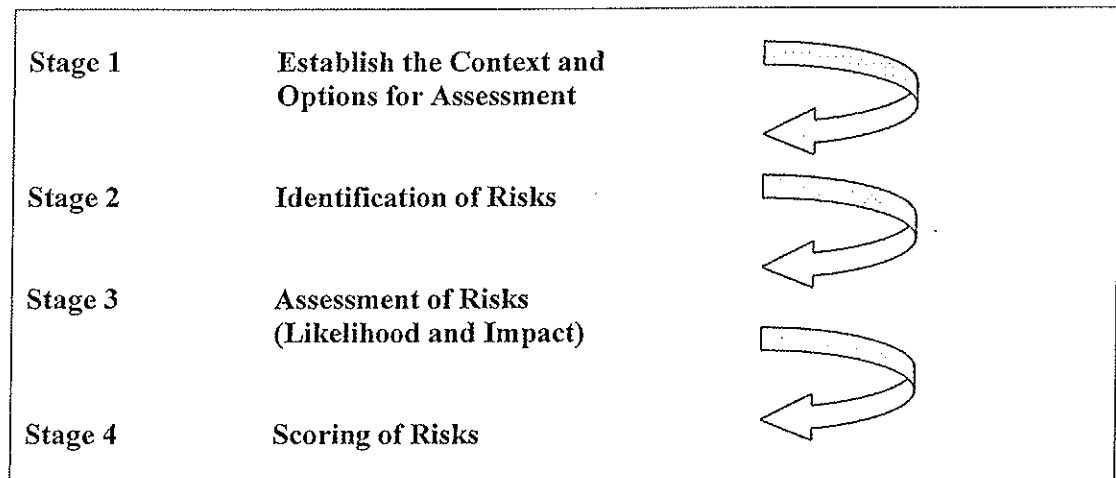 Stage 1 Establish the Context and
Options for Assessment
Stage 2 Identification of Risks
Stage 3 Assessment of Risks
(Likelihood and Impact)
Stage 4 Scoring of Risks